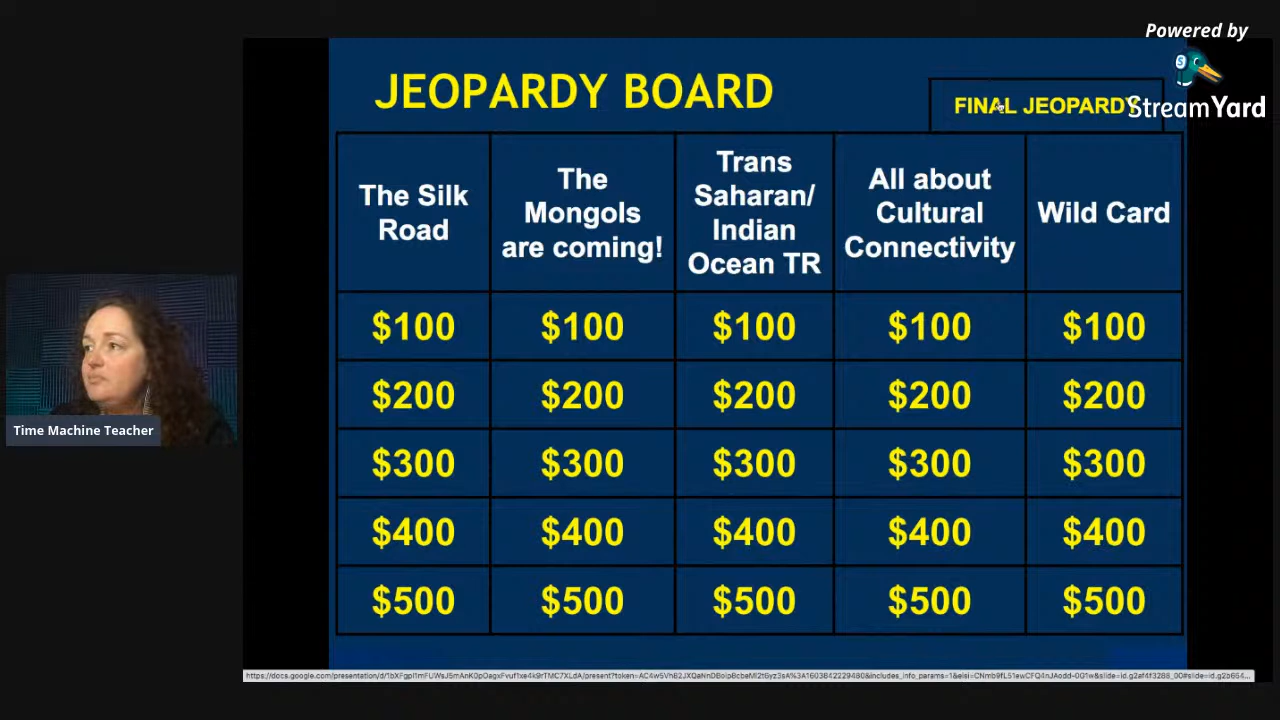 Powered by
StreamYard
JEOPARDY BOARD
FINAL JEOPARDY
The Silk
Road
The
Mongols
are coming!
Trans
Saharan/
Indian
Ocean TR
All about
Cultural
Connectivity
Wild Card
$100 $100 $100 $100 $100
$200 $200 $200 $200 $200
$300 $300 $300 $300 $300
$400 $400 $400 $400 $400
$500 $500 $500 $500 $500
Time Machine Teacher